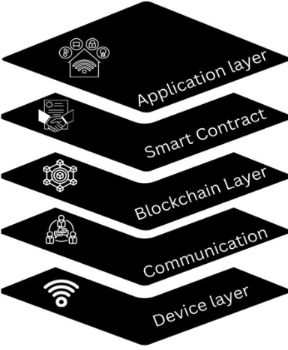 Application layer
Smart Contract
Blockchain Layer
Communication
Device layer